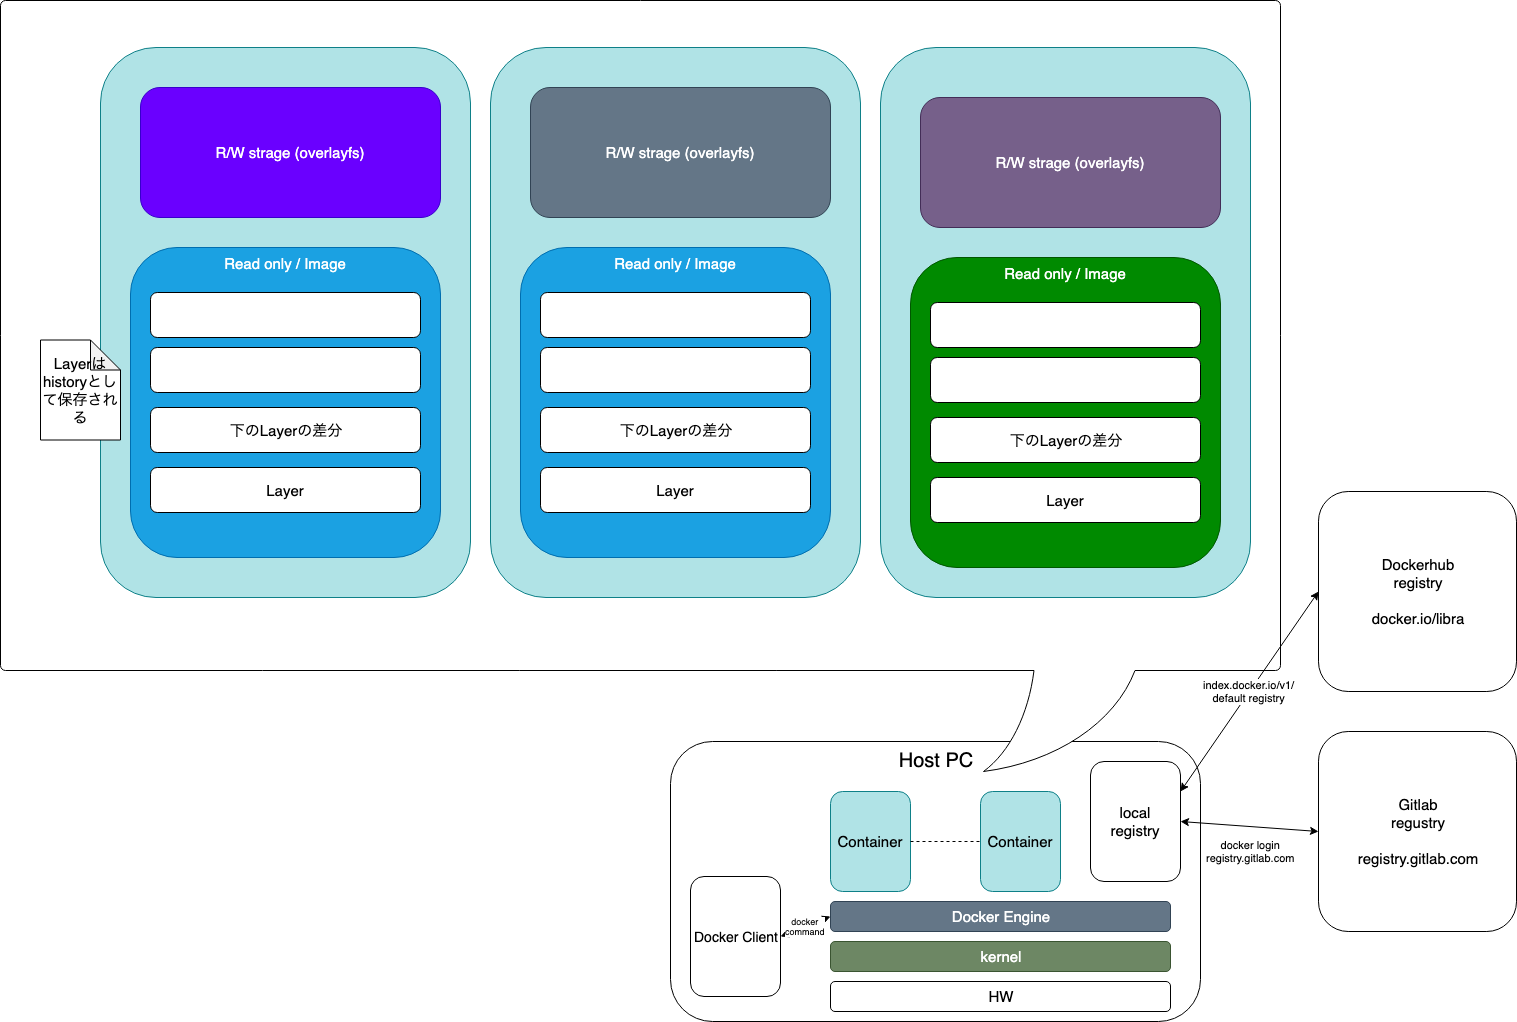 R/W strage (overlayfs)
Read only / Image
下のLayerの差分
Layer
Layerは
historyとし
て保存され
る
R/W strage (overlayfs)
Read only / Image
下のLayerの差分
Layer
R/W strage (overlayfs)
Read only / Image
下のLayerの差分
Layer
Dockerhub
registry
docker.io/libra
index.docker.io/v1/
default registry
Host PC
Container
Container
local
registry
Gitlab
regustry
registry.gitlab.com
docker login
registry.gitlab.com
Docker Client
docker
command
Docker Engine
kernel
HW